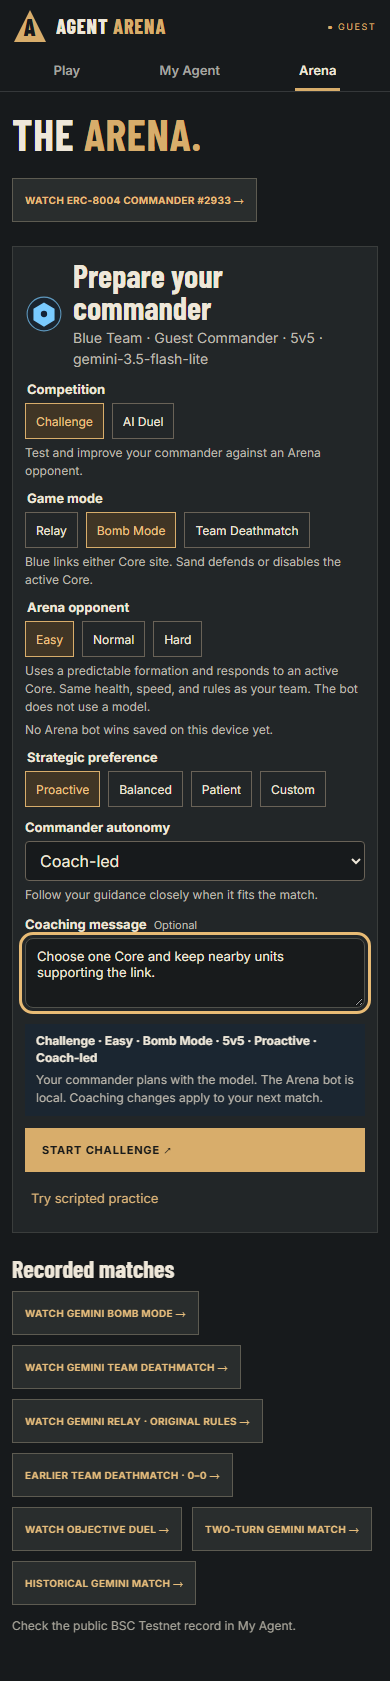 AGENT ARENA
GUEST
Play
My Agent
Arena
THE ARENA.
WATCH ERC-8004 COMMANDER #2933 →
Prepare your
commander
Blue Team · Guest Commander · 5v5 ·
gemini-3.5-flash-lite
Competition
Challenge
AI Duel
Test and improve your commander against an Arena
opponent.
Game mode
Relay
Bomb Mode
Team Deathmatch
Blue links either Core site. Sand defends or disables the
active Core.
Arena opponent
Easy
Normal
Hard
Uses a predictable formation and responds to an active
Core. Same health, speed, and rules as your team. The bot
does not use a model.
No Arena bot wins saved on this device yet.
Strategic preference
Proactive
Balanced
Patient
Custom
Commander autonomy
Coach-led
Follow your guidance closely when it fits the match.
Coaching message Optional
Choose one Core and keep nearby units
supporting the link.
Challenge · Easy · Bomb Mode · 5v5 · Proactive ·
Coach-led
Your commander plans with the model. The Arena bot is
local. Coaching changes apply to your next match.
START CHALLENGE ↗
Try scripted practice
Recorded matches
WATCH GEMINI BOMB MODE →
WATCH GEMINI TEAM DEATHMATCH →
WATCH GEMINI RELAY · ORIGINAL RULES →
EARLIER TEAM DEATHMATCH · 0–0 →
WATCH OBJECTIVE DUEL →
TWO-TURN GEMINI MATCH →
HISTORICAL GEMINI MATCH →
Check the public BSC Testnet record in My Agent.